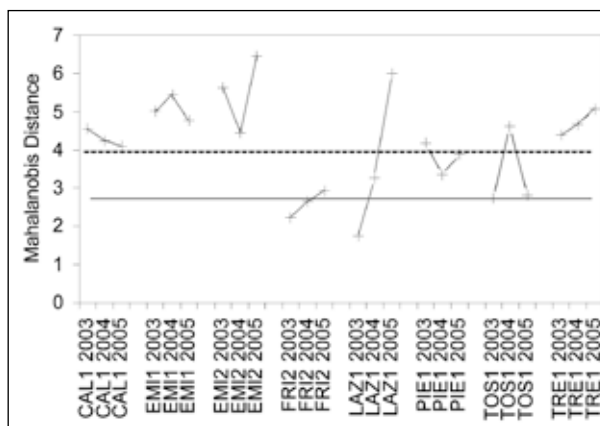 Mahalanobis Distance
7
6
5
4
3
2
1
0
CAL1 2003
CAL1 2004
CAL1 2005
EMI1 2003
EMI1 2004
EMI1 2005
EMI2 2003
EMI2 2004
EMI2 2005
FRI2 2003
FRI2 2004
FRI2 2005
LAZ1 2003
LAZ1 2004
LAZ1 2005
PIE1 2003
PIE1 2004
PIE1 2005
TOS1 2003
TOS1 2004
TOS1 2005
TRE1 2003
TRE1 2004
TRE1 2005